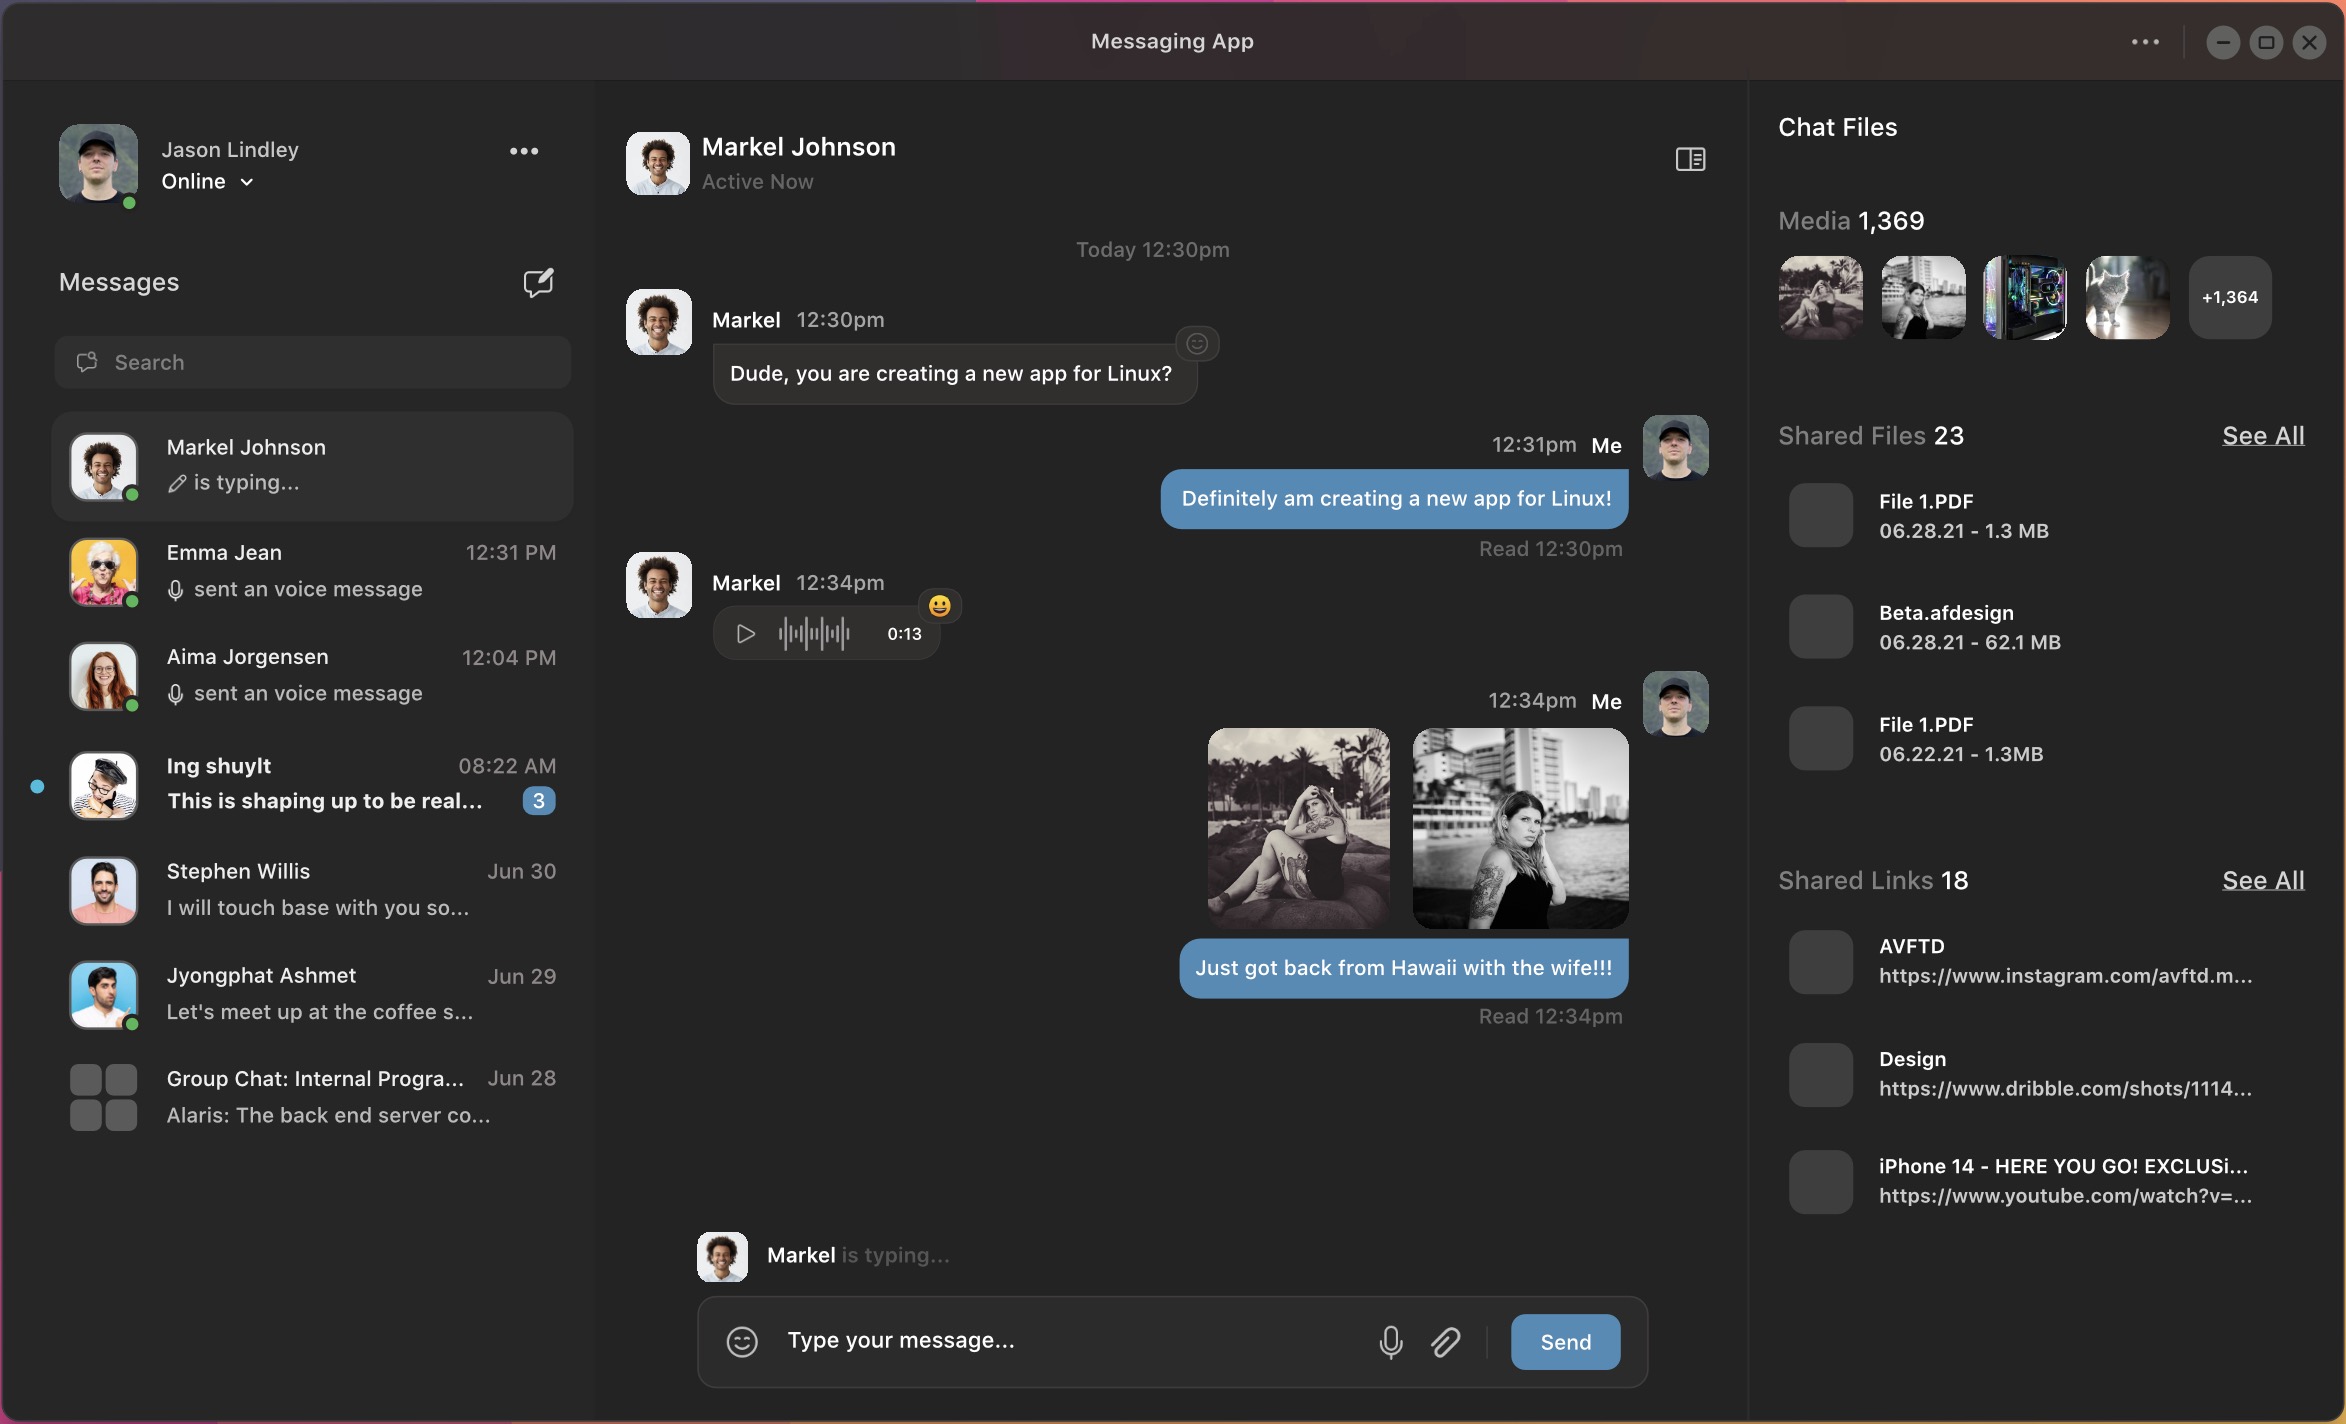 Messaging App
Jason Lindley
Online
Messages
Search
Markel Johnson
is typing...
Emma Jean 12:31 PM
sent an voice message
Aima Jorgensen 12:04 PM
sent an voice message
Ing shuylt 08:22 AM
This is shaping up to be real... 3
Stephen Willis Jun 30
I will touch base with you so...
Jyongphat Ashmet Jun 29
Let's meet up at the coffee s...
Group Chat: Internal Progra... Jun 28
Alaris: The back end server co...
Markel Johnson
Active Now
Today 12:30pm
Markel 12:30pm
Dude, you are creating a new app for Linux?
12:31pm Me
Definitely am creating a new app for Linux!
Read 12:30pm
Markel 12:34pm
0:13
12:34pm Me
Just got back from Hawaii with the wife!!!
Read 12:34pm
Markel is typing...
Type your message...
Send
Chat Files
Media 1,369
+1,364
Shared Files 23 See All
File 1.PDF
06.28.21 - 1.3 MB
Beta.afdesign
06.28.21 - 62.1 MB
File 1.PDF
06.22.21 - 1.3MB
Shared Links 18 See All
AVFTD
https://www.instagram.com/avftd.m...
Design
https://www.dribble.com/shots/1114...
iPhone 14 - HERE YOU GO! EXCLUSi...
https://www.youtube.com/watch?v=...